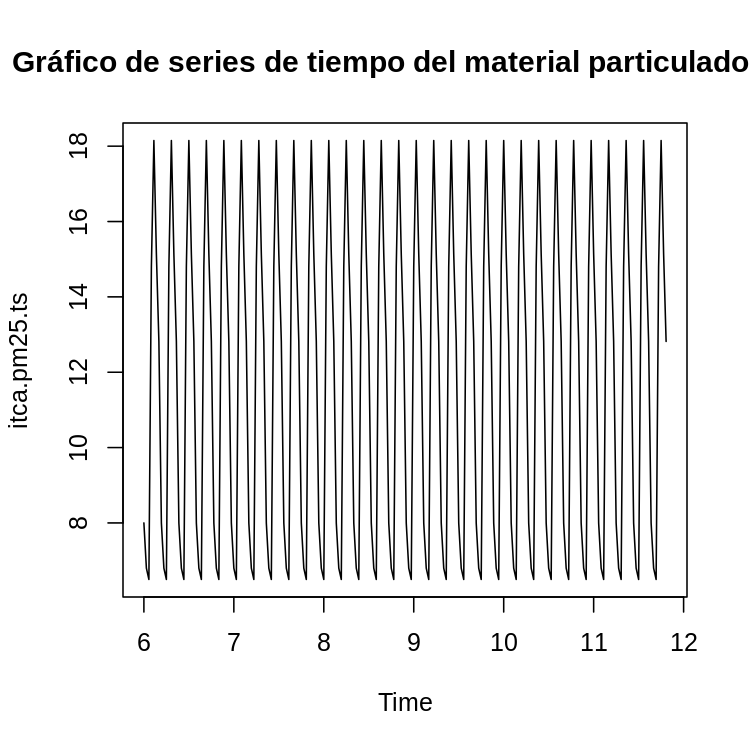 Gráfico de series de tiempo del material particulado
18
16
14
12
10
8
itca.pm25.ts
6 7 8 9 10 11 12
Time